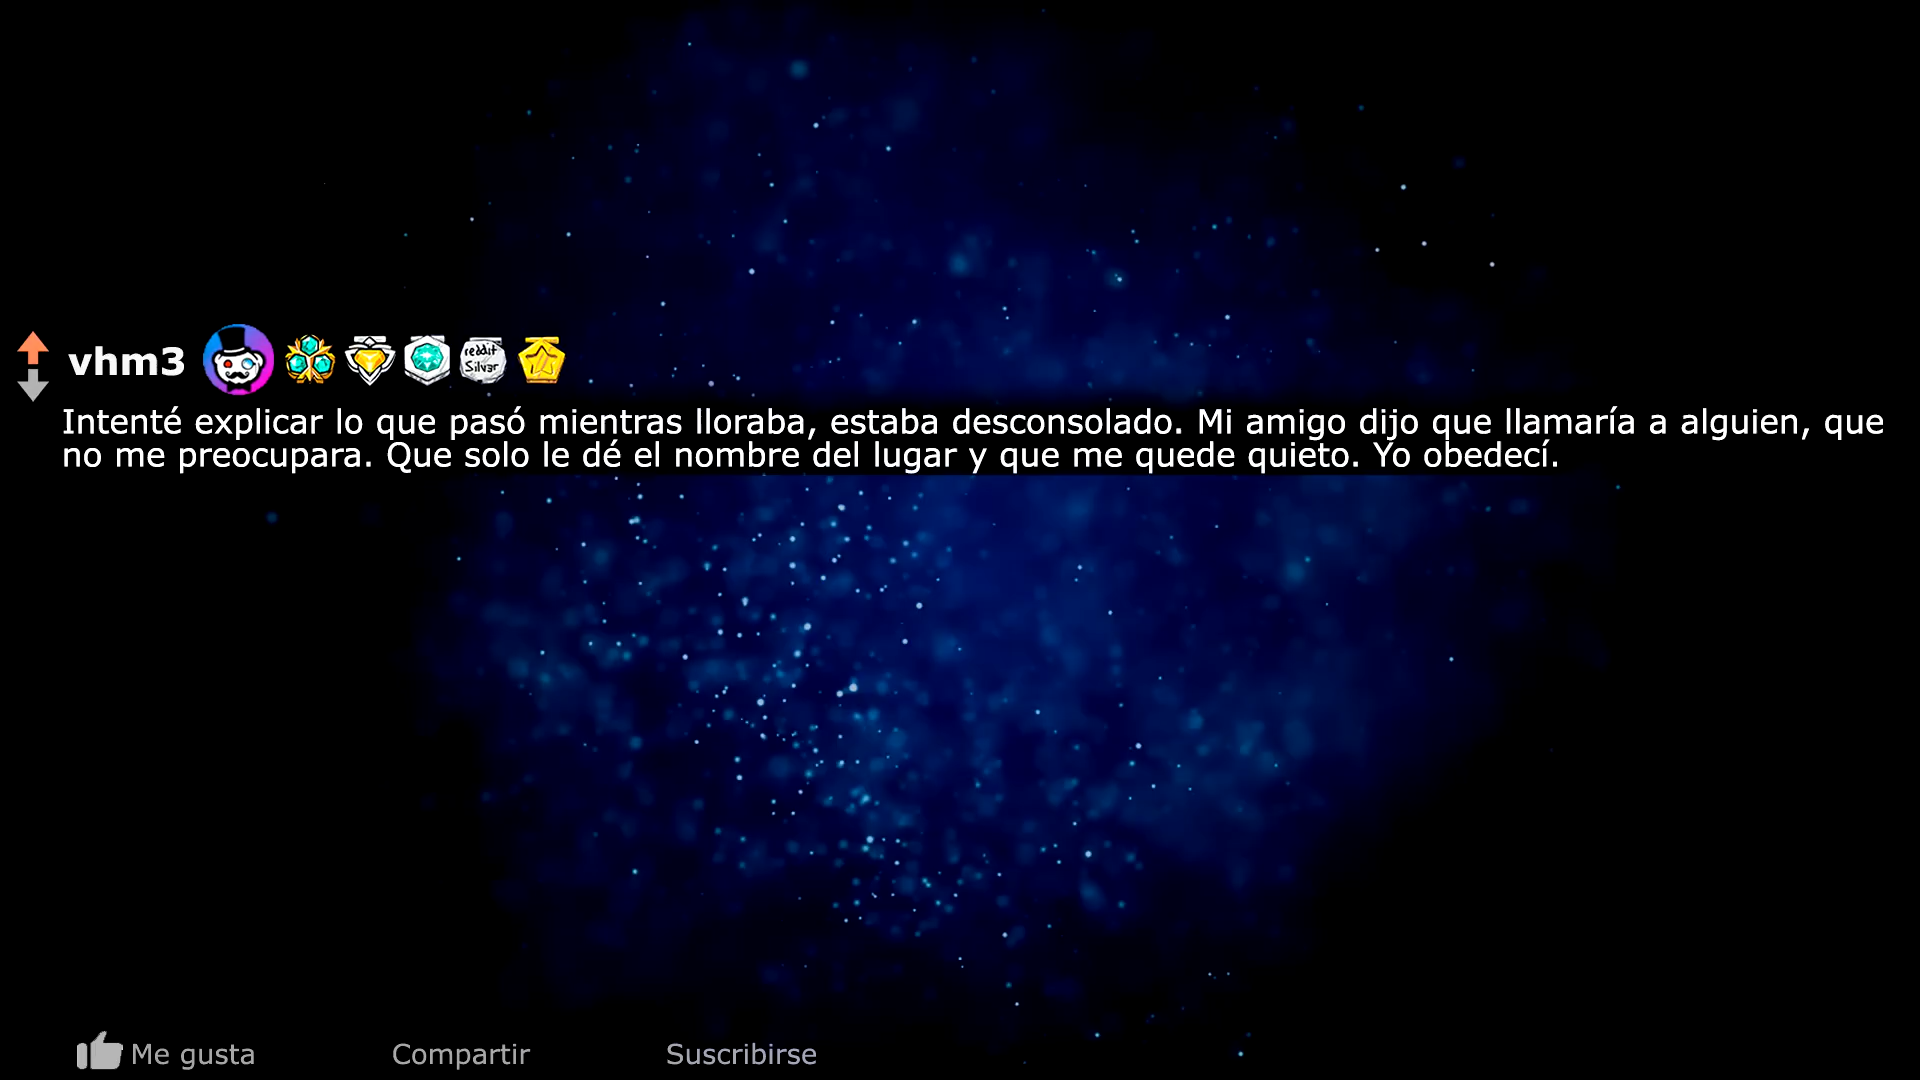 vhm3
reddit
Silv3r
Intenté explicar lo que pasó mientras lloraba, estaba desconsolado. Mi amigo dijo que llamaría a alguien, que
no me preocupara. Que solo le dé el nombre del lugar y que me quede quieto. Yo obedecí.
Me gusta
Compartir
Suscribirse